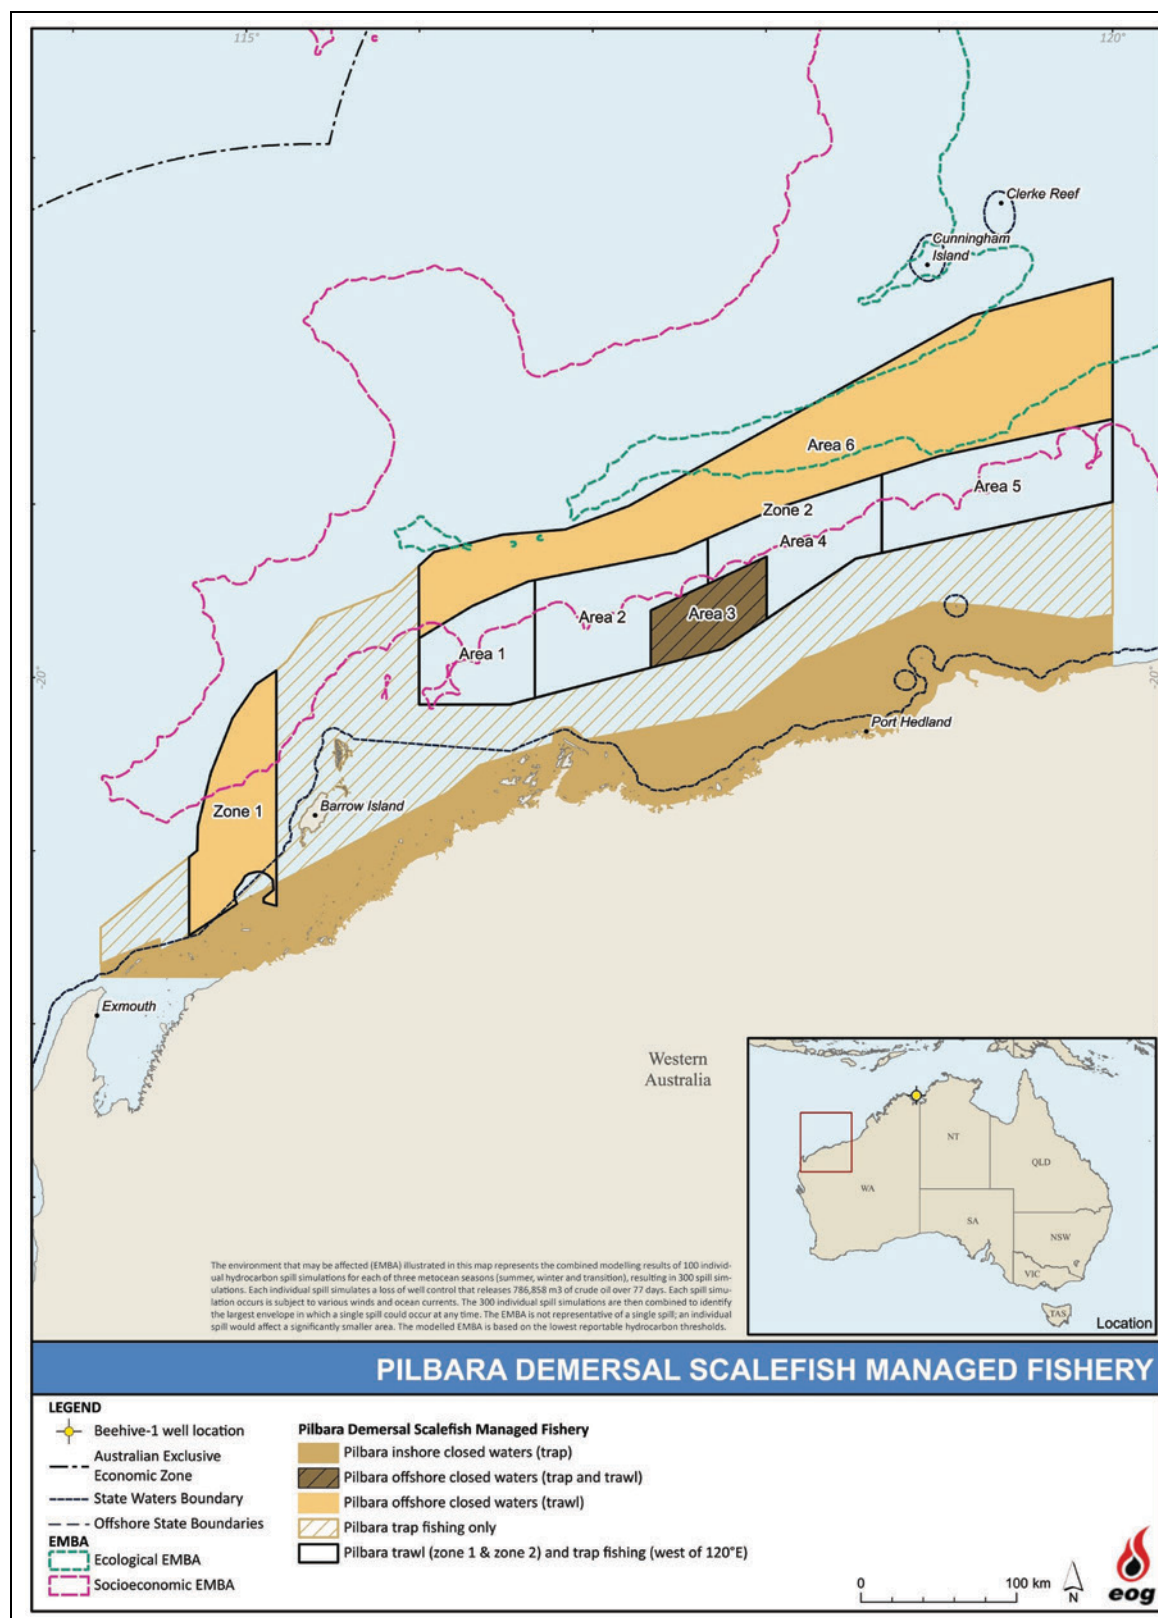 115°
120°
Clerke Reef
Cunningham
Island
Area 6
Area 5
Zone 2
Area 4
Area 3
Area 2
Area 1
-20°
-20°
Port Hedland
Zone 1
Barrow Island
Exmouth
Western
Australia
NT
QLD
WA
SA
NSW
VIC
TAS
Location
The environment that may be affected (EMBA) illustrated in this map represents the combined modelling results of 100 individ-
ual hydrocarbon spill simulations for each of three metocean seasons (summer, winter and transition), resulting in 300 spill sim-
ulations. Each individual spill simulates a loss of well control that releases 786,858 m3 of crude oil over 77 days. Each spill simu-
lation occurs is subject to various winds and ocean currents. The 300 individual spill simulations are then combined to identify
the largest envelope in which a single spill could occur at any time. The EMBA is not representative of a single spill; an individual
spill would affect a significantly smaller area. The modelled EMBA is based on the lowest reportable hydrocarbon thresholds.
PILBARA DEMERSAL SCALEFISH MANAGED FISHERY
LEGEND
Beehive-1 well location
Australian Exclusive
Economic Zone
State Waters Boundary
Offshore State Boundaries
EMBA
Ecological EMBA
Socioeconomic EMBA
Pilbara Demersal Scalefish Managed Fishery
Pilbara inshore closed waters (trap)
Pilbara offshore closed waters (trap and trawl)
Pilbara offshore closed waters (trawl)
Pilbara trap fishing only
Pilbara trawl (zone 1 & zone 2) and trap fishing (west of 120°E)
0 100 km
N
eog